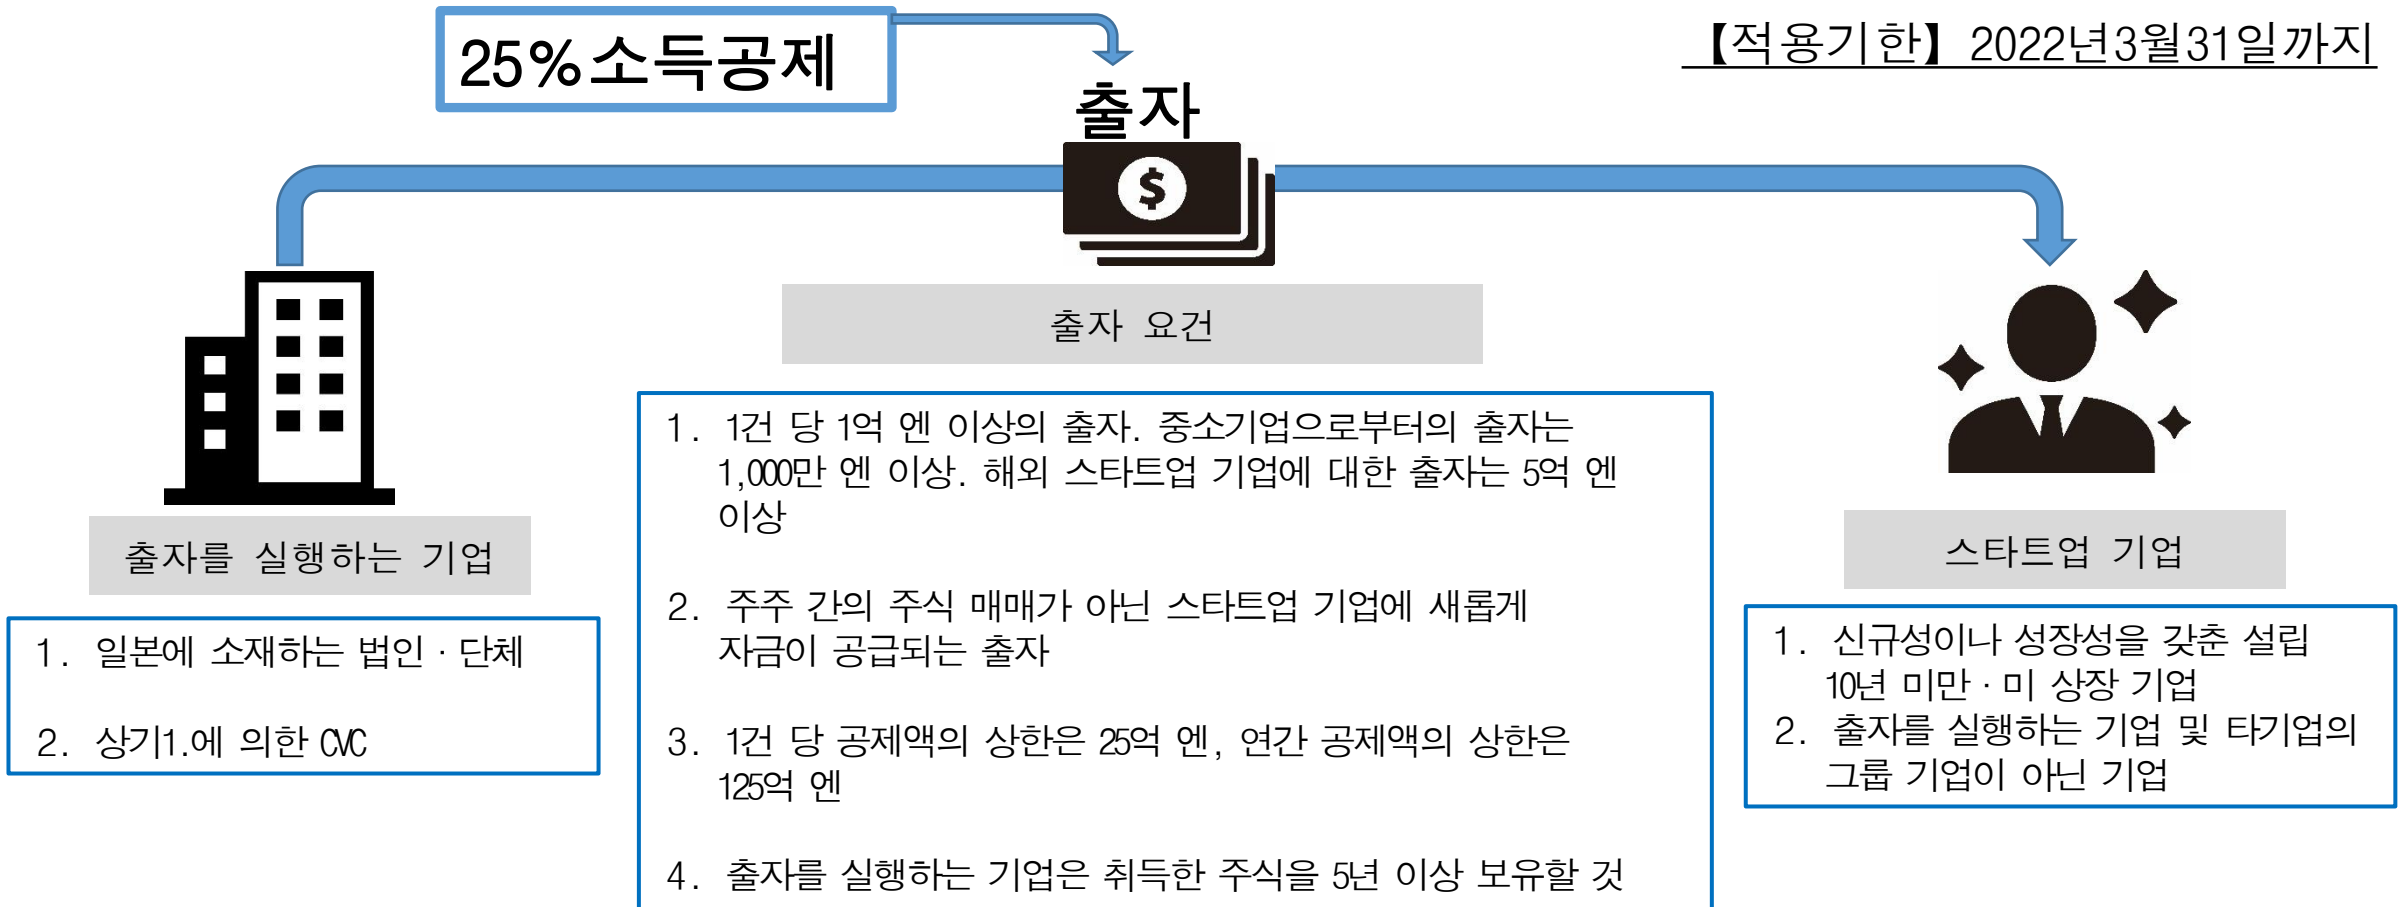 25%소득공제
【적용기한】2022년3월31일까지
출자
$
출자 요건
출자를 실행하는 기업
1. 일본에 소재하는 법인·단체
2. 상기1.에 의한 CVC
1. 1건 당 1억 엔 이상의 출자. 중소기업으로부터의 출자는
1,000만 엔 이상. 해외 스타트업 기업에 대한 출자는 5억 엔
이상
2. 주주 간의 주식 매매가 아닌 스타트업 기업에 새롭게
자금이 공급되는 출자
3. 1건 당 공제액의 상한은 25억 엔, 연간 공제액의 상한은
125억 엔
4. 출자를 실행하는 기업은 취득한 주식을 5년 이상 보유할 것
스타트업 기업
1. 신규성이나 성장성을 갖춘 설립
10년 미만·미 상장 기업
2. 출자를 실행하는 기업 및 타기업의
그룹 기업이 아닌 기업